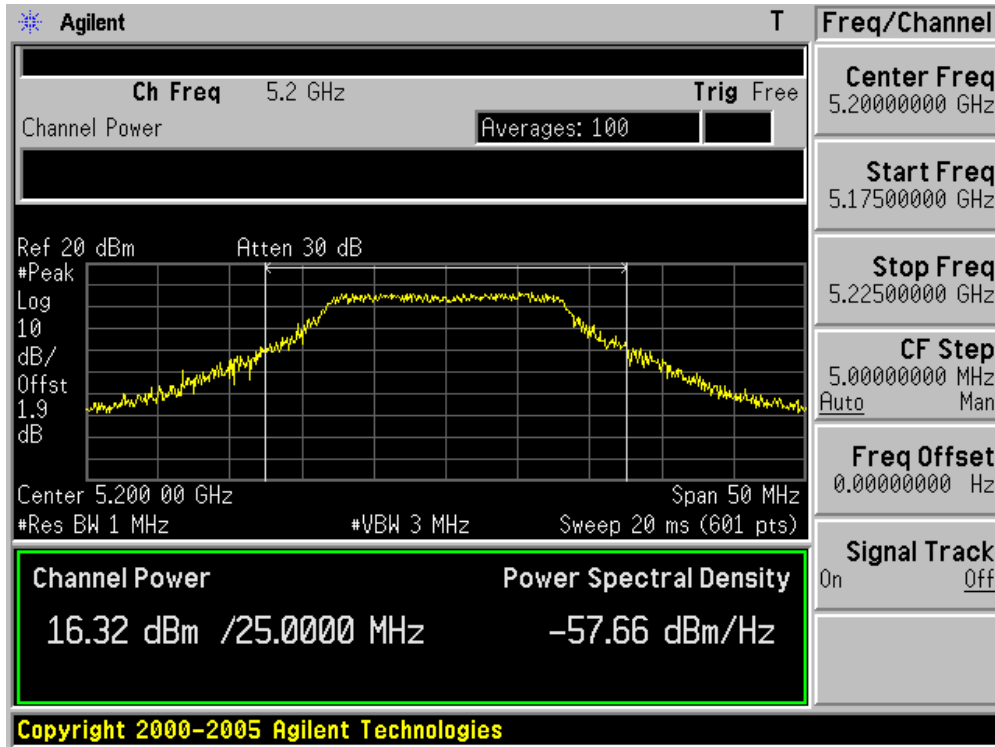 Agilent T
Ch Freq 5.2 GHz Trig Free
Channel Power Averages: 100
Ref 20 dBm Atten 30 dB
#Peak
Log
10
dB/
Offst
1.9
dB
Center 5.200 00 GHz Span 50 MHz
#Res BW 1 MHz #VBW 3 MHz Sweep 20 ms (601 pts)
Channel Power Power Spectral Density
16.32 dBm /25.0000 MHz -57.66 dBm/Hz
Copyright 2000-2005 Agilent Technologies
Freq/Channel
Center Freq
5.20000000 GHz
Start Freq
5.17500000 GHz
Stop Freq
5.22500000 GHz
CF Step
5.00000000 MHz
Auto Man
Freq Offset
0.00000000 Hz
Signal Track
On Off